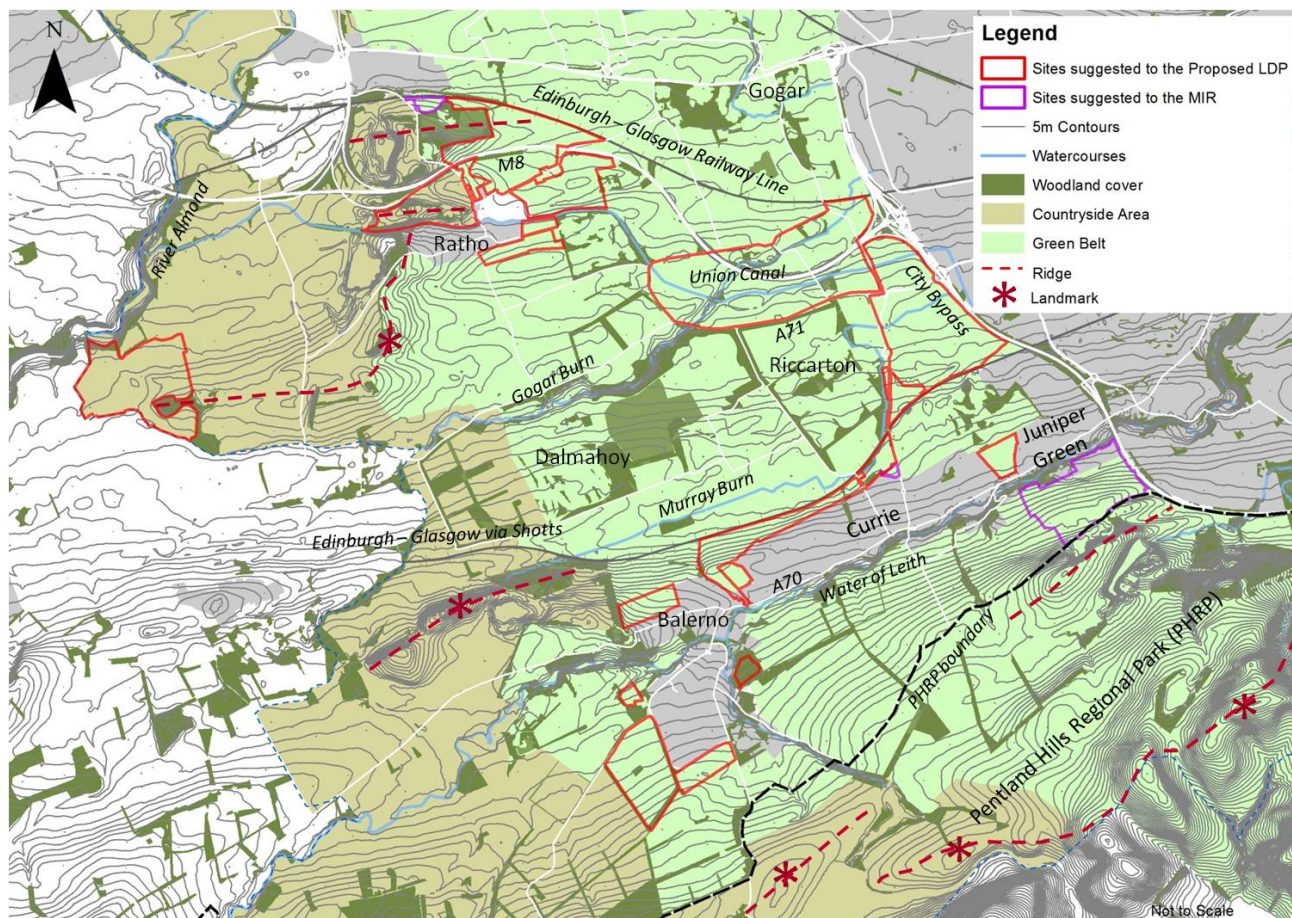 N
Legend
Sites suggested to the Proposed LDP
Sites suggested to the MIR
5m Contours
Watercourses
Woodland cover
Countryside Area
Green Belt
Ridge
Landmark
Gogar
Edinburgh – Glasgow Railway Line
M8
River Almond
Ratho
Union Canal
City Bypass
A71
Riccarton
Gogar Burn
Juniper
Green
Dalmahoy
Murray Burn
Currie
Edinburgh – Glasgow via Shotts
A70
Water of Leith
Balerno
PHRP boundary
Pentland Hills Regional Park (PHRP)
Not to Scale